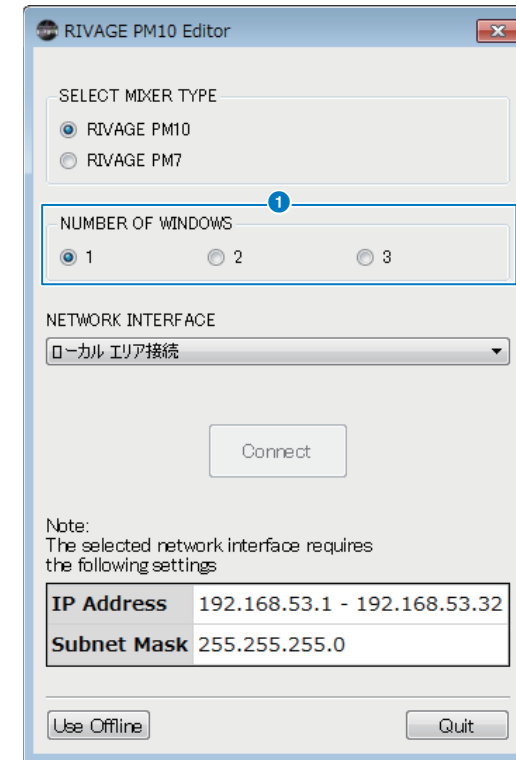 RIVAGE PM10 Editor
SELECT MIXER TYPE
RIVAGE PM10
RIVAGE PM7
1
NUMBER OF WINDOWS
1 2 3
NETWORK INTERFACE
ローカル エリア接続
Connect
Note:
The selected network interface requires
the following settings
IP Address 192.168.53.1 - 192.168.53.32
Subnet Mask 255.255.255.0
Use Offline Quit